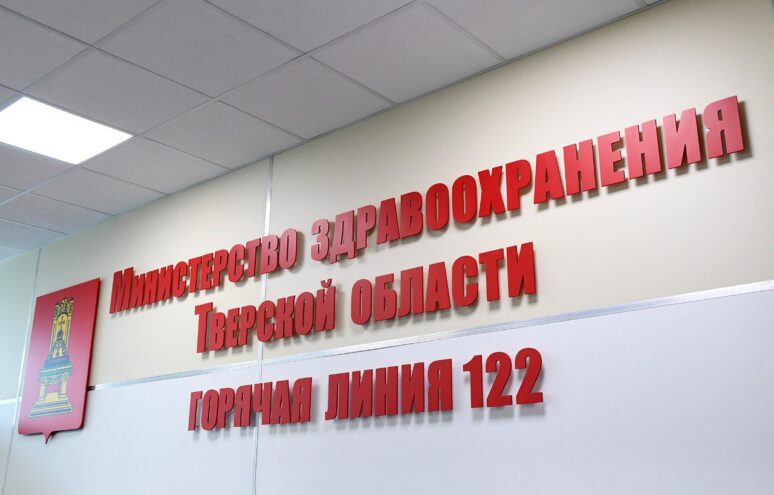 Министерство здравоохранения
Тверской области
горячая линия 122